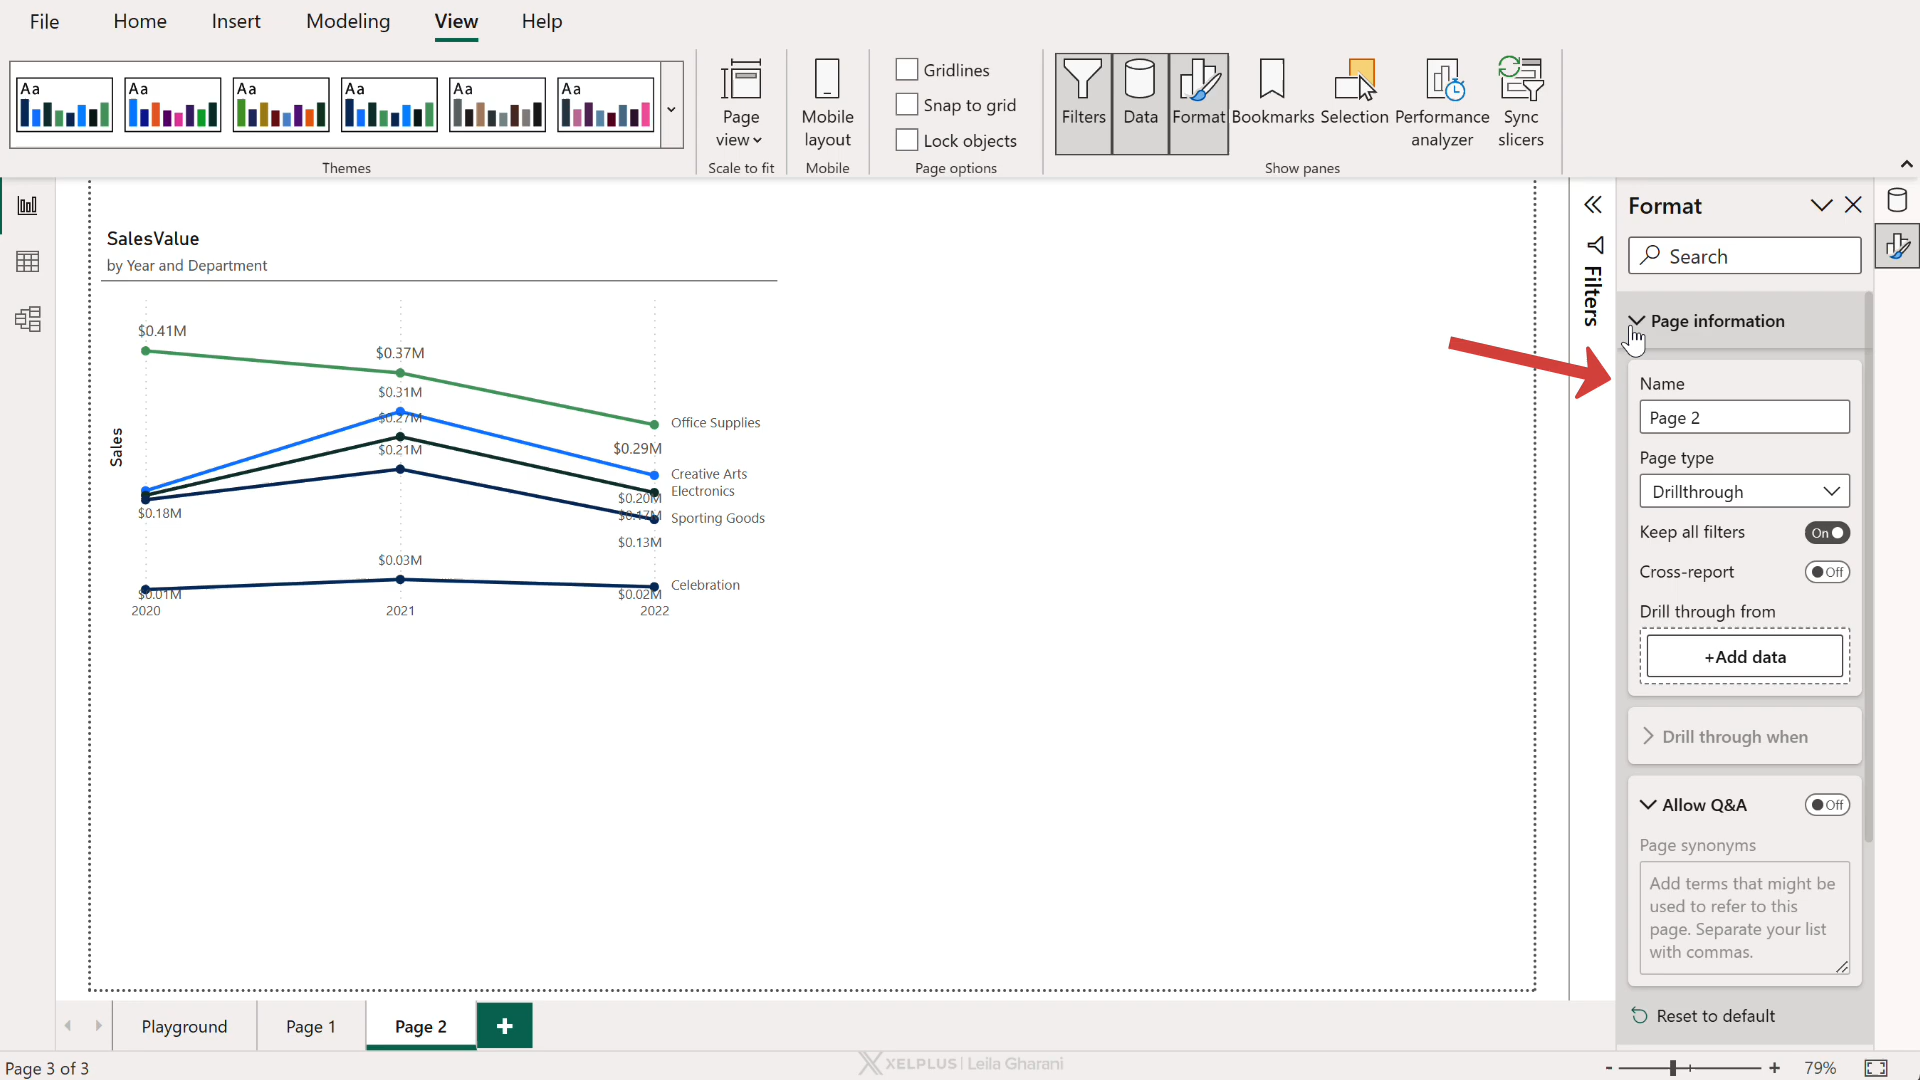 File Home Insert Modeling View Help
Aa Aa Aa Aa Aa Aa
Themes
Page view
Scale to fit
Mobile layout
Mobile
Gridlines
Snap to grid
Lock objects
Page options
Filters
Data
Format
Bookmarks
Selection
Performance analyzer
Sync slicers
Show panes
SalesValue
by Year and Department
Sales
$0.41M
$0.37M
$0.31M
$0.27M
$0.21M
$0.18M
$0.29M
$0.20M
$0.17M
$0.13M
$0.03M
$0.01M
$0.02M
Office Supplies
Creative Arts
Electronics
Sporting Goods
Celebration
2020 2021 2022
Filters
Format
Search
Page information
Name
Page 2
Page type
Drillthrough
Keep all filters On
Cross-report Off
Drill through from
+Add data
Drill through when
Allow Q&A Off
Page synonyms
Add terms that might be
used to refer to this
page. Separate your list
with commas.
Reset to default
Playground Page 1 Page 2 +
Page 3 of 3
XELPLUS | Leila Gharani
- + 79%